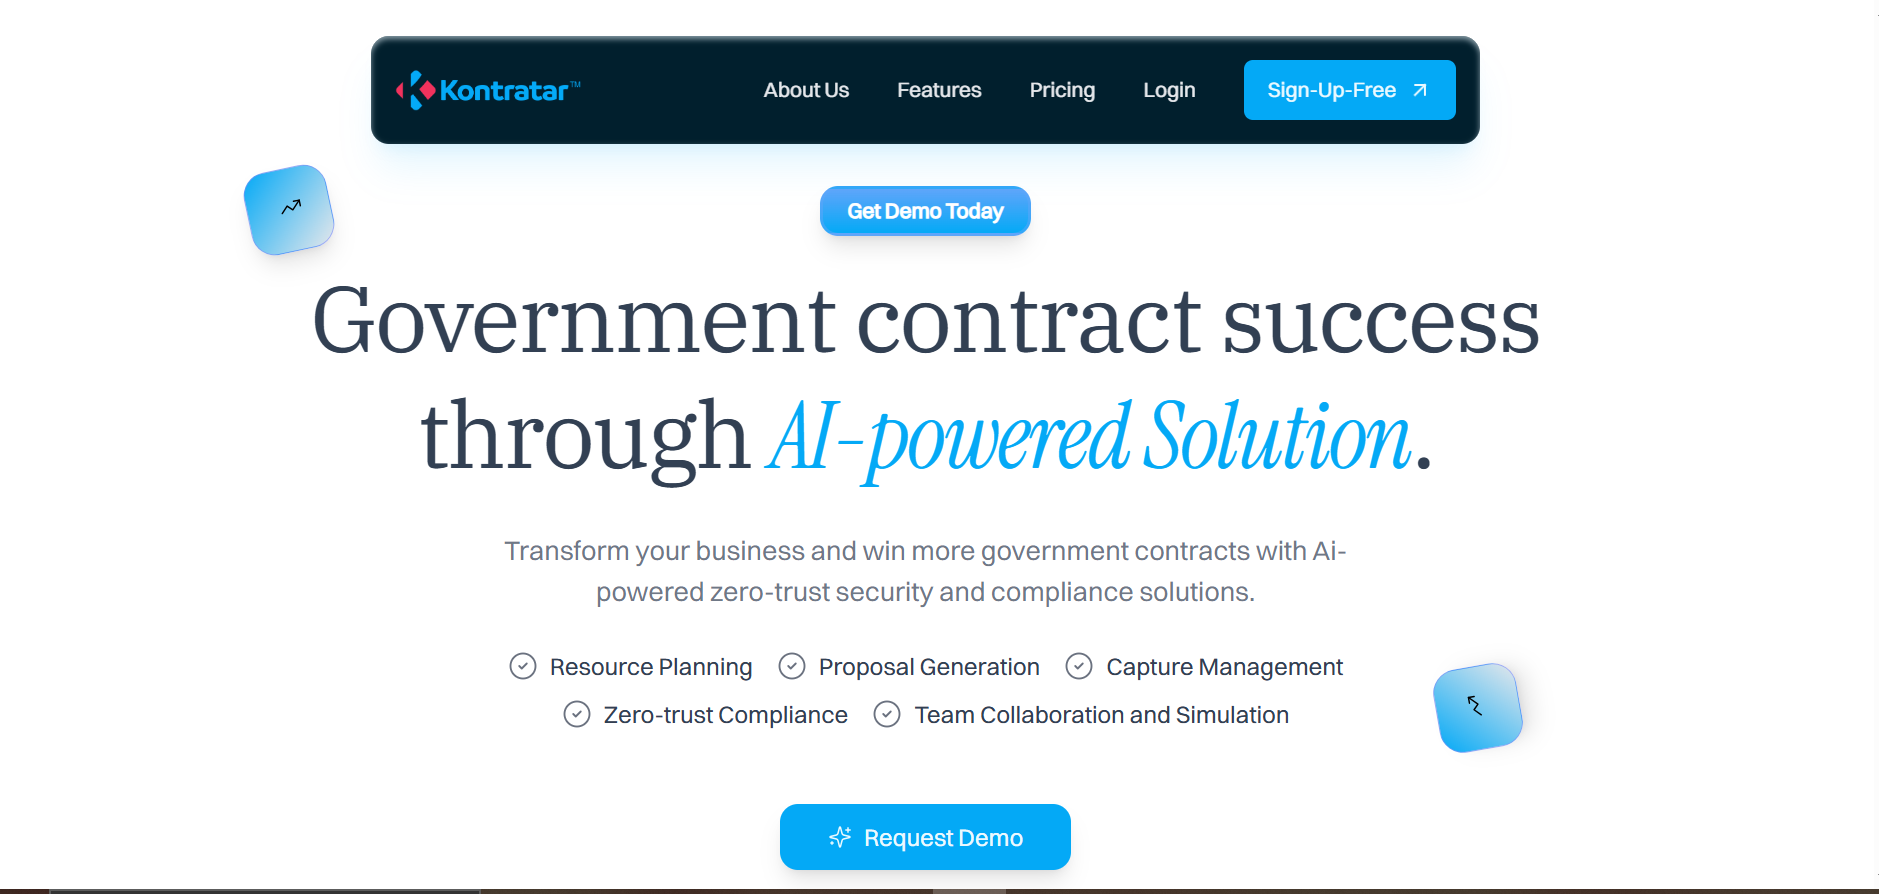 Kontratar™
About Us Features Pricing Login Sign-Up-Free
Get Demo Today
Government contract success
through AI-powered Solution.
Transform your business and win more government contracts with Ai-
powered zero-trust security and compliance solutions.
Resource Planning Proposal Generation Capture Management
Zero-trust Compliance Team Collaboration and Simulation
Request Demo